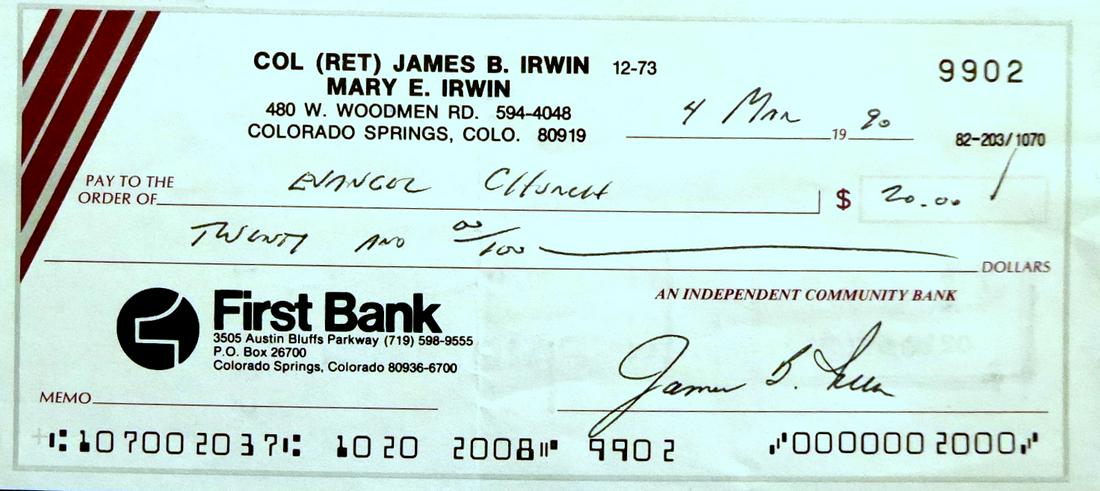 COL (RET) JAMES B. IRWIN 12-73
MARY E. IRWIN
480 W. WOODMEN RD. 594-4048
COLORADO SPRINGS, COLO. 80919
9902
4 MAR 19 90
82-203/1070
PAY TO THE
ORDER OF EVANGEL CHURCH $ 20.00
TWENTY AND 00/100 DOLLARS
AN INDEPENDENT COMMUNITY BANK
First Bank
3505 Austin Bluffs Parkway (719) 598-9555
P.O. Box 26700
Colorado Springs, Colorado 80936-6700
James B. Irwin
MEMO
⑆107002037⑆ 1020 2008⑈ 9902 ⑇0000002000⑇